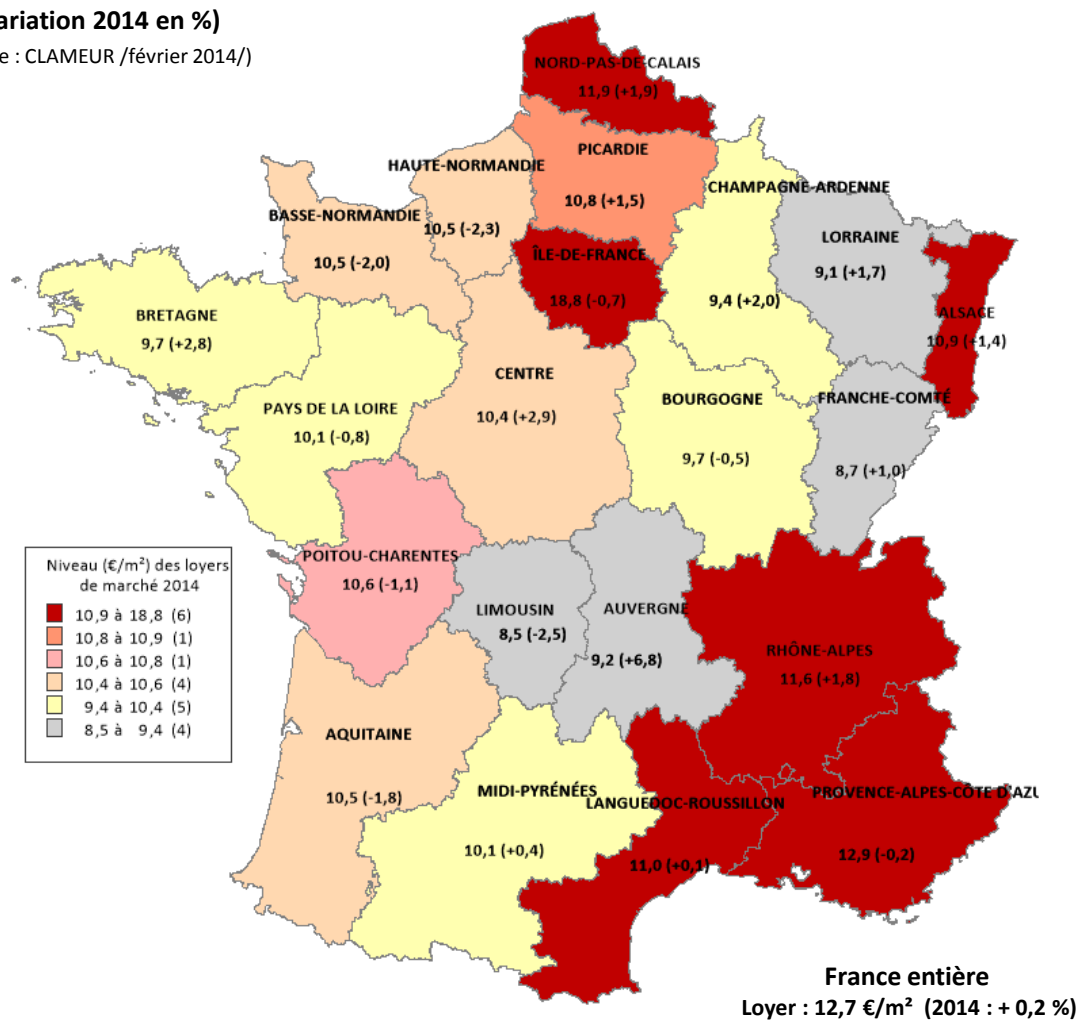 ariation 2014 en %)
e : CLAMEUR /février 2014/)
NORD-PAS-DE-CALAIS
11,9 (+1,9)
PICARDIE
10,8 (+1,5)
HAUTE-NORMANDIE
10,5 (-2,3)
BASSE-NORMANDIE
10,5 (-2,0)
CHAMPAGNE-ARDENNE
9,4 (+2,0)
LORRAINE
9,1 (+1,7)
ÎLE-DE-FRANCE
18,8 (-0,7)
ALSACE
10,9 (+1,4)
BRETAGNE
9,7 (+2,8)
CENTRE
10,4 (+2,9)
PAYS DE LA LOIRE
10,1 (-0,8)
BOURGOGNE
9,7 (-0,5)
FRANCHE-COMTÉ
8,7 (+1,0)
POITOU-CHARENTES
10,6 (-1,1)
LIMOUSIN
8,5 (-2,5)
AUVERGNE
9,2 (+6,8)
RHÔNE-ALPES
11,6 (+1,8)
AQUITAINE
10,5 (-1,8)
MIDI-PYRÉNÉES
10,1 (+0,4)
LANGUEDOC-ROUSSILLON
11,0 (+0,1)
PROVENCE-ALPES-CÔTE D'AZU
12,9 (-0,2)
Niveau (€/m²) des loyers
de marché 2014
10,9 à 18,8 (6)
10,8 à 10,9 (1)
10,6 à 10,8 (1)
10,4 à 10,6 (4)
9,4 à 10,4 (5)
8,5 à 9,4 (4)
France entière
Loyer : 12,7 €/m² (2014 : + 0,2 %)